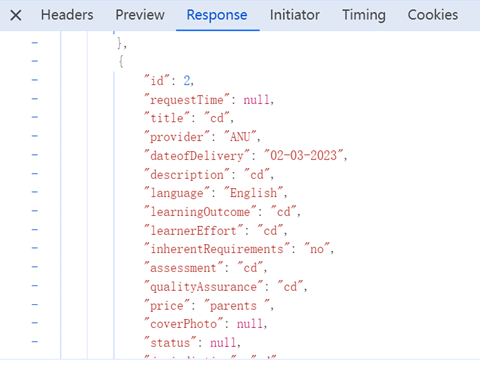 Headers Preview Response Initiator Timing Cookies
},
{
"id": 2,
"requestTime": null,
"title": "cd",
"provider": "ANU",
"dateofDelivery": "02-03-2023",
"description": "cd",
"language": "English",
"learningOutcome": "cd",
"learnerEffort": "cd",
"inherentRequirements": "no",
"assessment": "cd",
"qualityAssurance": "cd",
"price": "parents ",
"coverPhoto": null,
"status": null,